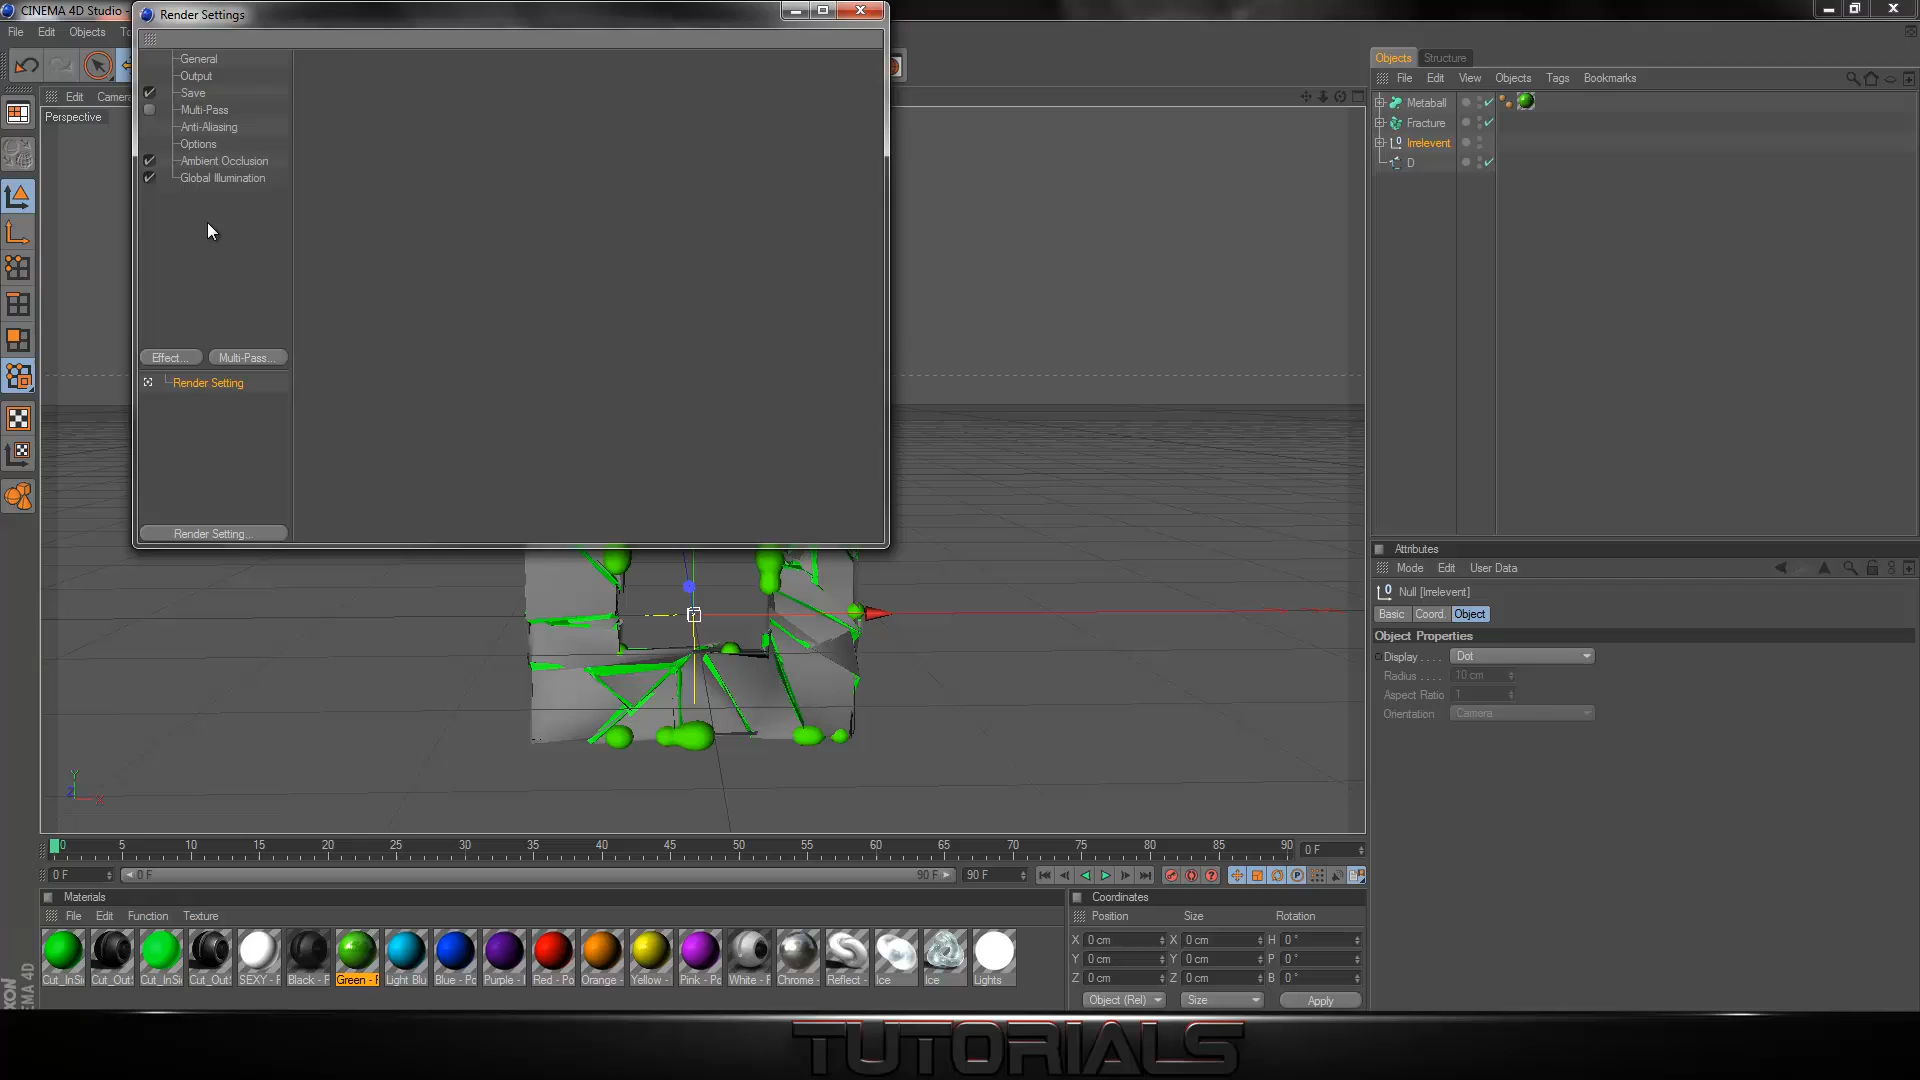 CINEMA 4D Studio -
Render Settings
File Edit Objects
General
Output
Save
Multi-Pass
Anti-Aliasing
Options
Ambient Occlusion
Global Illumination
Effect... Multi-Pass...
Render Setting
Render Setting...
Edit Camera
Perspective
Objects Structure
File Edit View Objects Tags Bookmarks
Metaball
Fracture
Irrelevent
D
Attributes
Mode Edit User Data
Null [Irrelevent]
Basic Coord. Object
Object Properties
Display . . . . Dot
Radius . . . . 10 cm
Aspect Ratio 1
Orientation Camera
Y
Z X
0 5 10 15 20 25 30 35 40 45 50 55 60 65 70 75 80 85 90 0 F
0 F 0 F 90 F 90 F
Materials
File Edit Function Texture
Cut_InSi Cut_Out Cut_InSi Cut_Out SEXY - F Black - F Green - F Light Blu Blue - Po Purple - Red - Po Orange - Yellow - Pink - Po White - F Chrome - Reflect - Ice Ice Lights
Coordinates
Position Size Rotation
X 0 cm X 0 cm H 0 °
Y 0 cm Y 0 cm P 0 °
Z 0 cm Z 0 cm B 0 °
Object (Rel) Size Apply
TUTORIALS